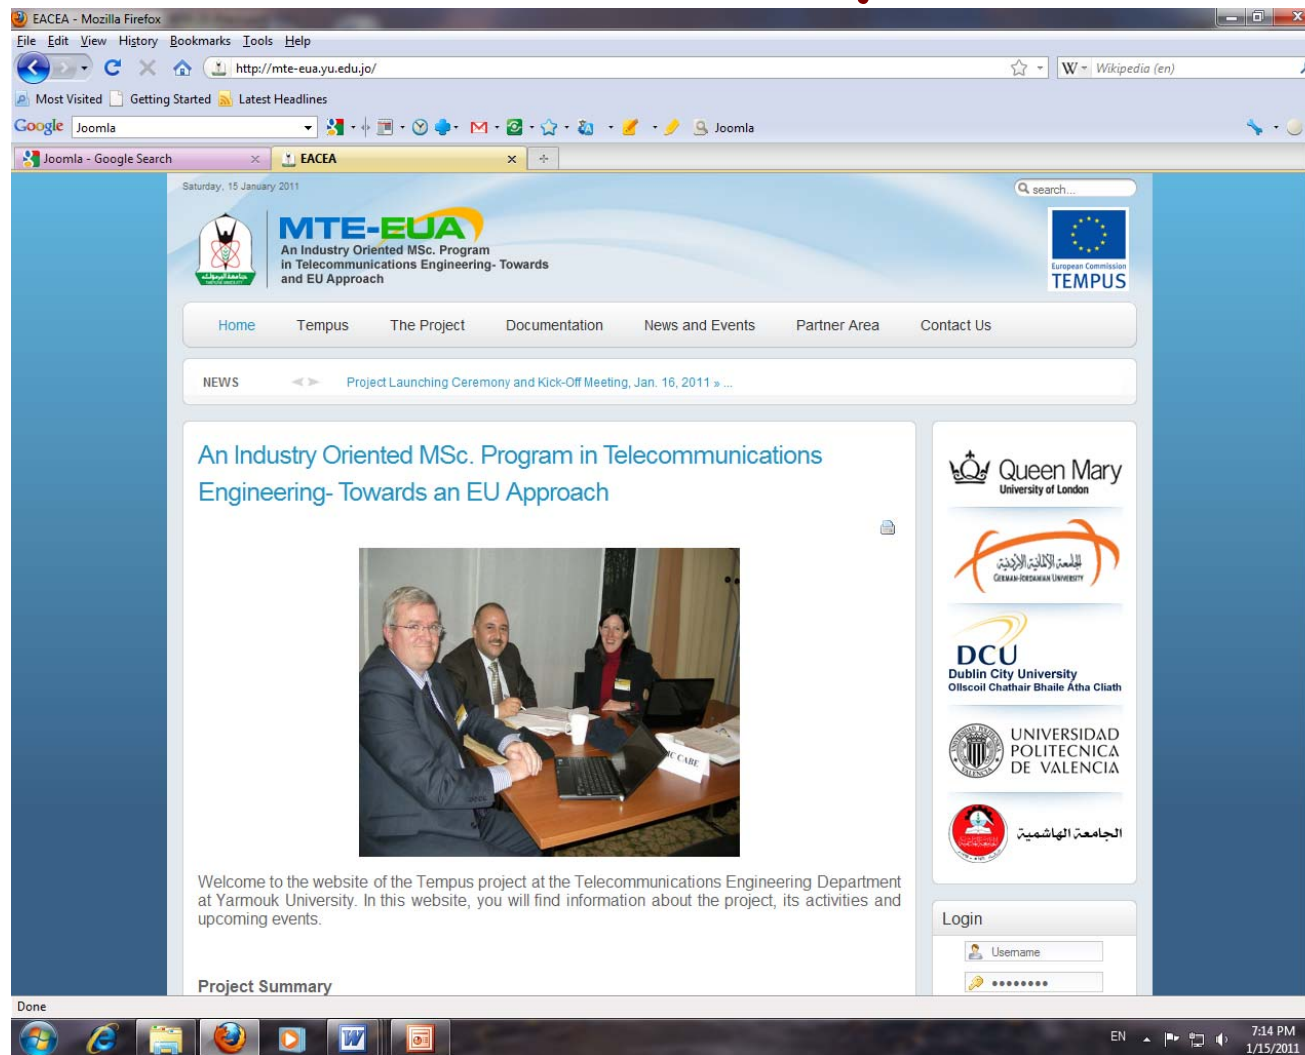 EACEA - Mozilla Firefox
File Edit View History Bookmarks Tools Help
http://mte-eua.yu.edu.jo/
Wikipedia (en)
Most Visited Getting Started Latest Headlines
Google Joomla Joomla
Joomla - Google Search EACEA
Saturday, 15 January 2011
search...
MTE-EUA
An Industry Oriented MSc. Program
in Telecommunications Engineering- Towards
and EU Approach
جامعة اليرموك
European Commission
TEMPUS
Home Tempus The Project Documentation News and Events Partner Area Contact Us
NEWS Project Launching Ceremony and Kick-Off Meeting, Jan. 16, 2011 » ...
An Industry Oriented MSc. Program in Telecommunications
Engineering- Towards an EU Approach
MC CABE
Welcome to the website of the Tempus project at the Telecommunications Engineering Department
at Yarmouk University. In this website, you will find information about the project, its activities and
upcoming events.
Project Summary
Queen Mary
University of London
الجامعة الألمانية الأردنية
German-Jordanian University
DCU
Dublin City University
Ollscoil Chathair Bhaile Átha Cliath
UNIVERSIDAD
POLITECNICA
DE VALENCIA
الجامعة الهاشمية
Login
Username
••••••••
Done
EN 7:14 PM
1/15/2011